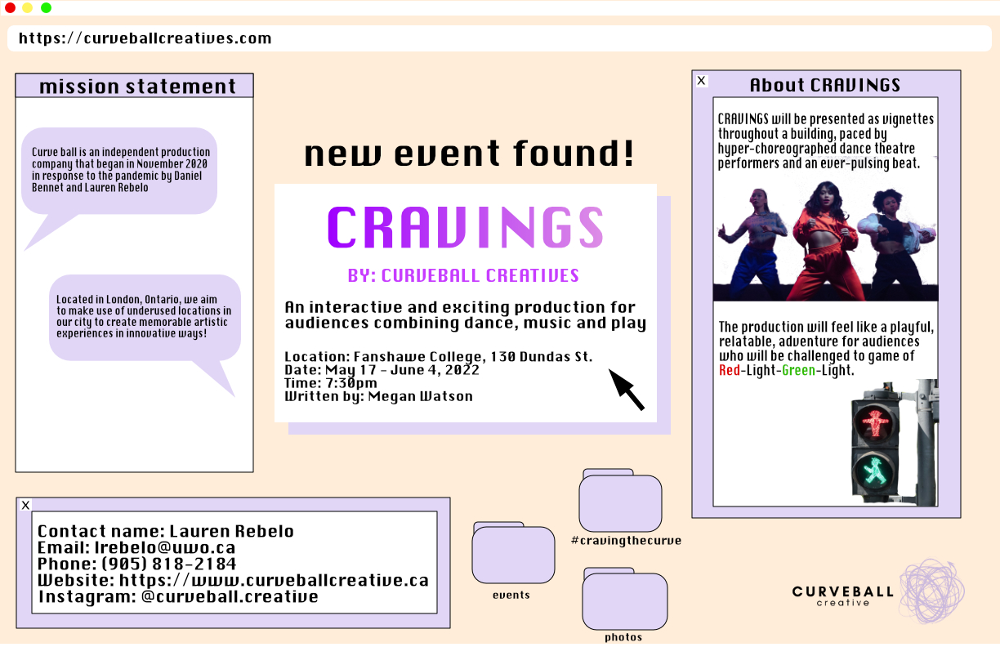 https://curveballcreatives.com
mission statement
Curve ball is an independent production
company that began in November 2020
in response to the pandemic by Daniel
Bennet and Lauren Rebelo
Located in London, Ontario, we aim
to make use of underused locations in
our city to create memorable artistic
experiences in innovative ways!
new event found!
CRAVINGS
BY: CURVEBALL CREATIVES
An interactive and exciting production for
audiences combining dance, music and play
Location: Fanshawe College, 130 Dundas St.
Date: May 17 - June 4, 2022
Time: 7:30pm
Written by: Megan Watson
X
About CRAVINGS
CRAVINGS will be presented as vignettes
throughout a building, paced by
hyper-choreographed dance theatre
performers and an ever-pulsing beat.
The production will feel like a playful,
relatable, adventure for audiences
who will be challenged to game of
Red-Light-Green-Light.
X
Contact name: Lauren Rebelo
Email: lrebelo@uwo.ca
Phone: (905) 818-2184
Website: https://www.curveballcreative.ca
Instagram: @curveball.creative
events
#cravingthecurve
photos
CURVEBALL
creative